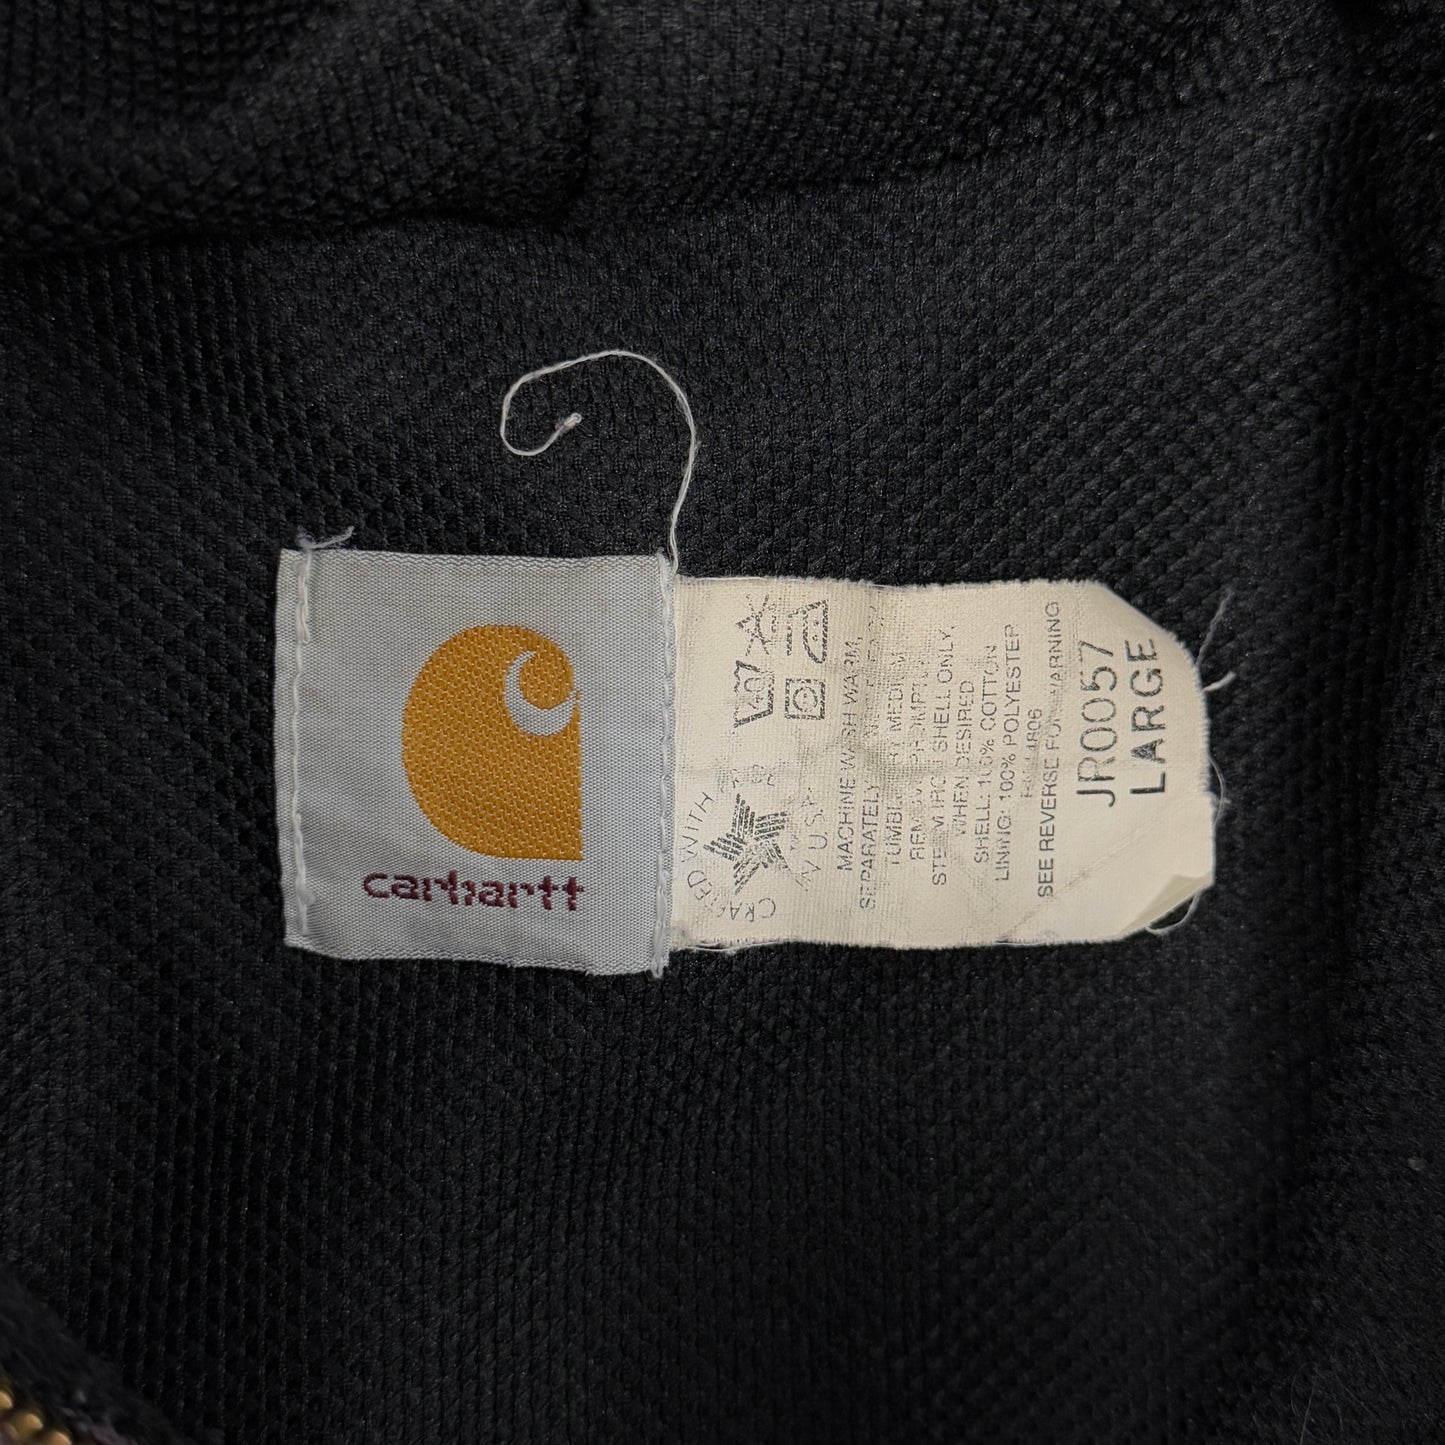 carhartt
CRAFTED WITH
IN U.S.A.
MACHINE WASH WARM,
SEPARATELY
TUMBLE DRY MEDIUM
REMOVE PROMPTLY
STEAM IRON SHELL ONLY,
WHEN DESIRED
SHELL: 100% COTTON
LINING: 100% POLYESTER
SEE REVERSE FOR WARNING
JR0057
LARGE